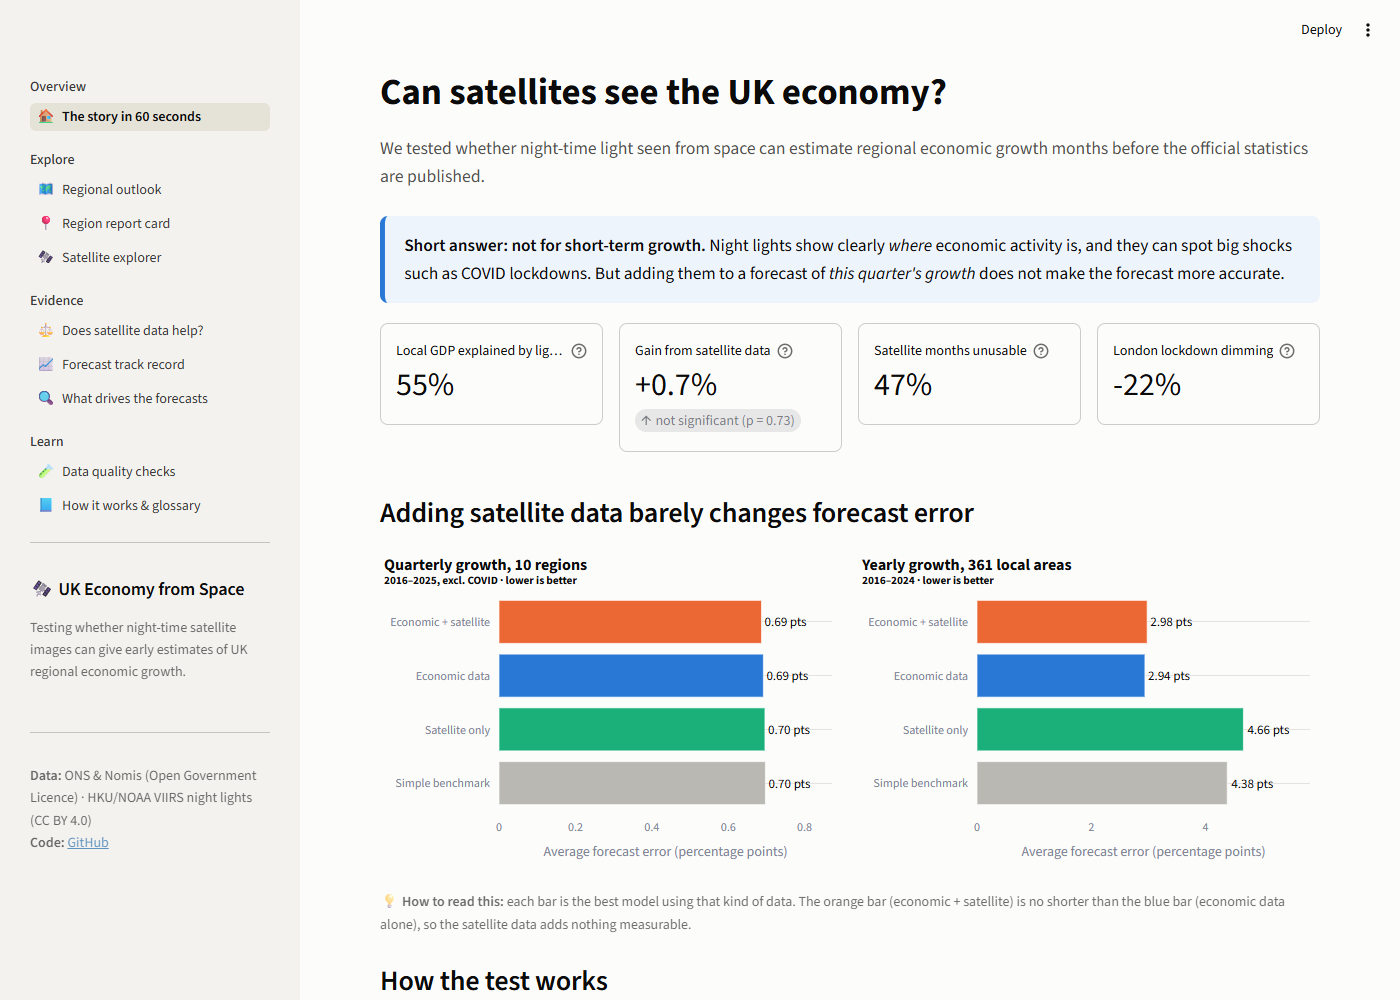 Deploy
Overview
The story in 60 seconds
Explore
Regional outlook
Region report card
Satellite explorer
Evidence
Does satellite data help?
Forecast track record
What drives the forecasts
Learn
Data quality checks
How it works & glossary
UK Economy from Space
Testing whether night-time satellite
images can give early estimates of UK
regional economic growth.
Data: ONS & Nomis (Open Government
Licence) · HKU/NOAA VIIRS night lights
(CC BY 4.0)
Code: GitHub
Can satellites see the UK economy?
We tested whether night-time light seen from space can estimate regional economic growth months before the official statistics
are published.
Short answer: not for short-term growth. Night lights show clearly where economic activity is, and they can spot big shocks
such as COVID lockdowns. But adding them to a forecast of this quarter's growth does not make the forecast more accurate.
Local GDP explained by lig…
55%
Gain from satellite data
+0.7%
↑ not significant (p = 0.73)
Satellite months unusable
47%
London lockdown dimming
-22%
Adding satellite data barely changes forecast error
Quarterly growth, 10 regions
2016–2025, excl. COVID · lower is better
Economic + satellite 0.69 pts
Economic data 0.69 pts
Satellite only 0.70 pts
Simple benchmark 0.70 pts
0 0.2 0.4 0.6 0.8
Average forecast error (percentage points)
Yearly growth, 361 local areas
2016–2024 · lower is better
Economic + satellite 2.98 pts
Economic data 2.94 pts
Satellite only 4.66 pts
Simple benchmark 4.38 pts
0 2 4
Average forecast error (percentage points)
How to read this: each bar is the best model using that kind of data. The orange bar (economic + satellite) is no shorter than the blue bar (economic data
alone), so the satellite data adds nothing measurable.
How the test works